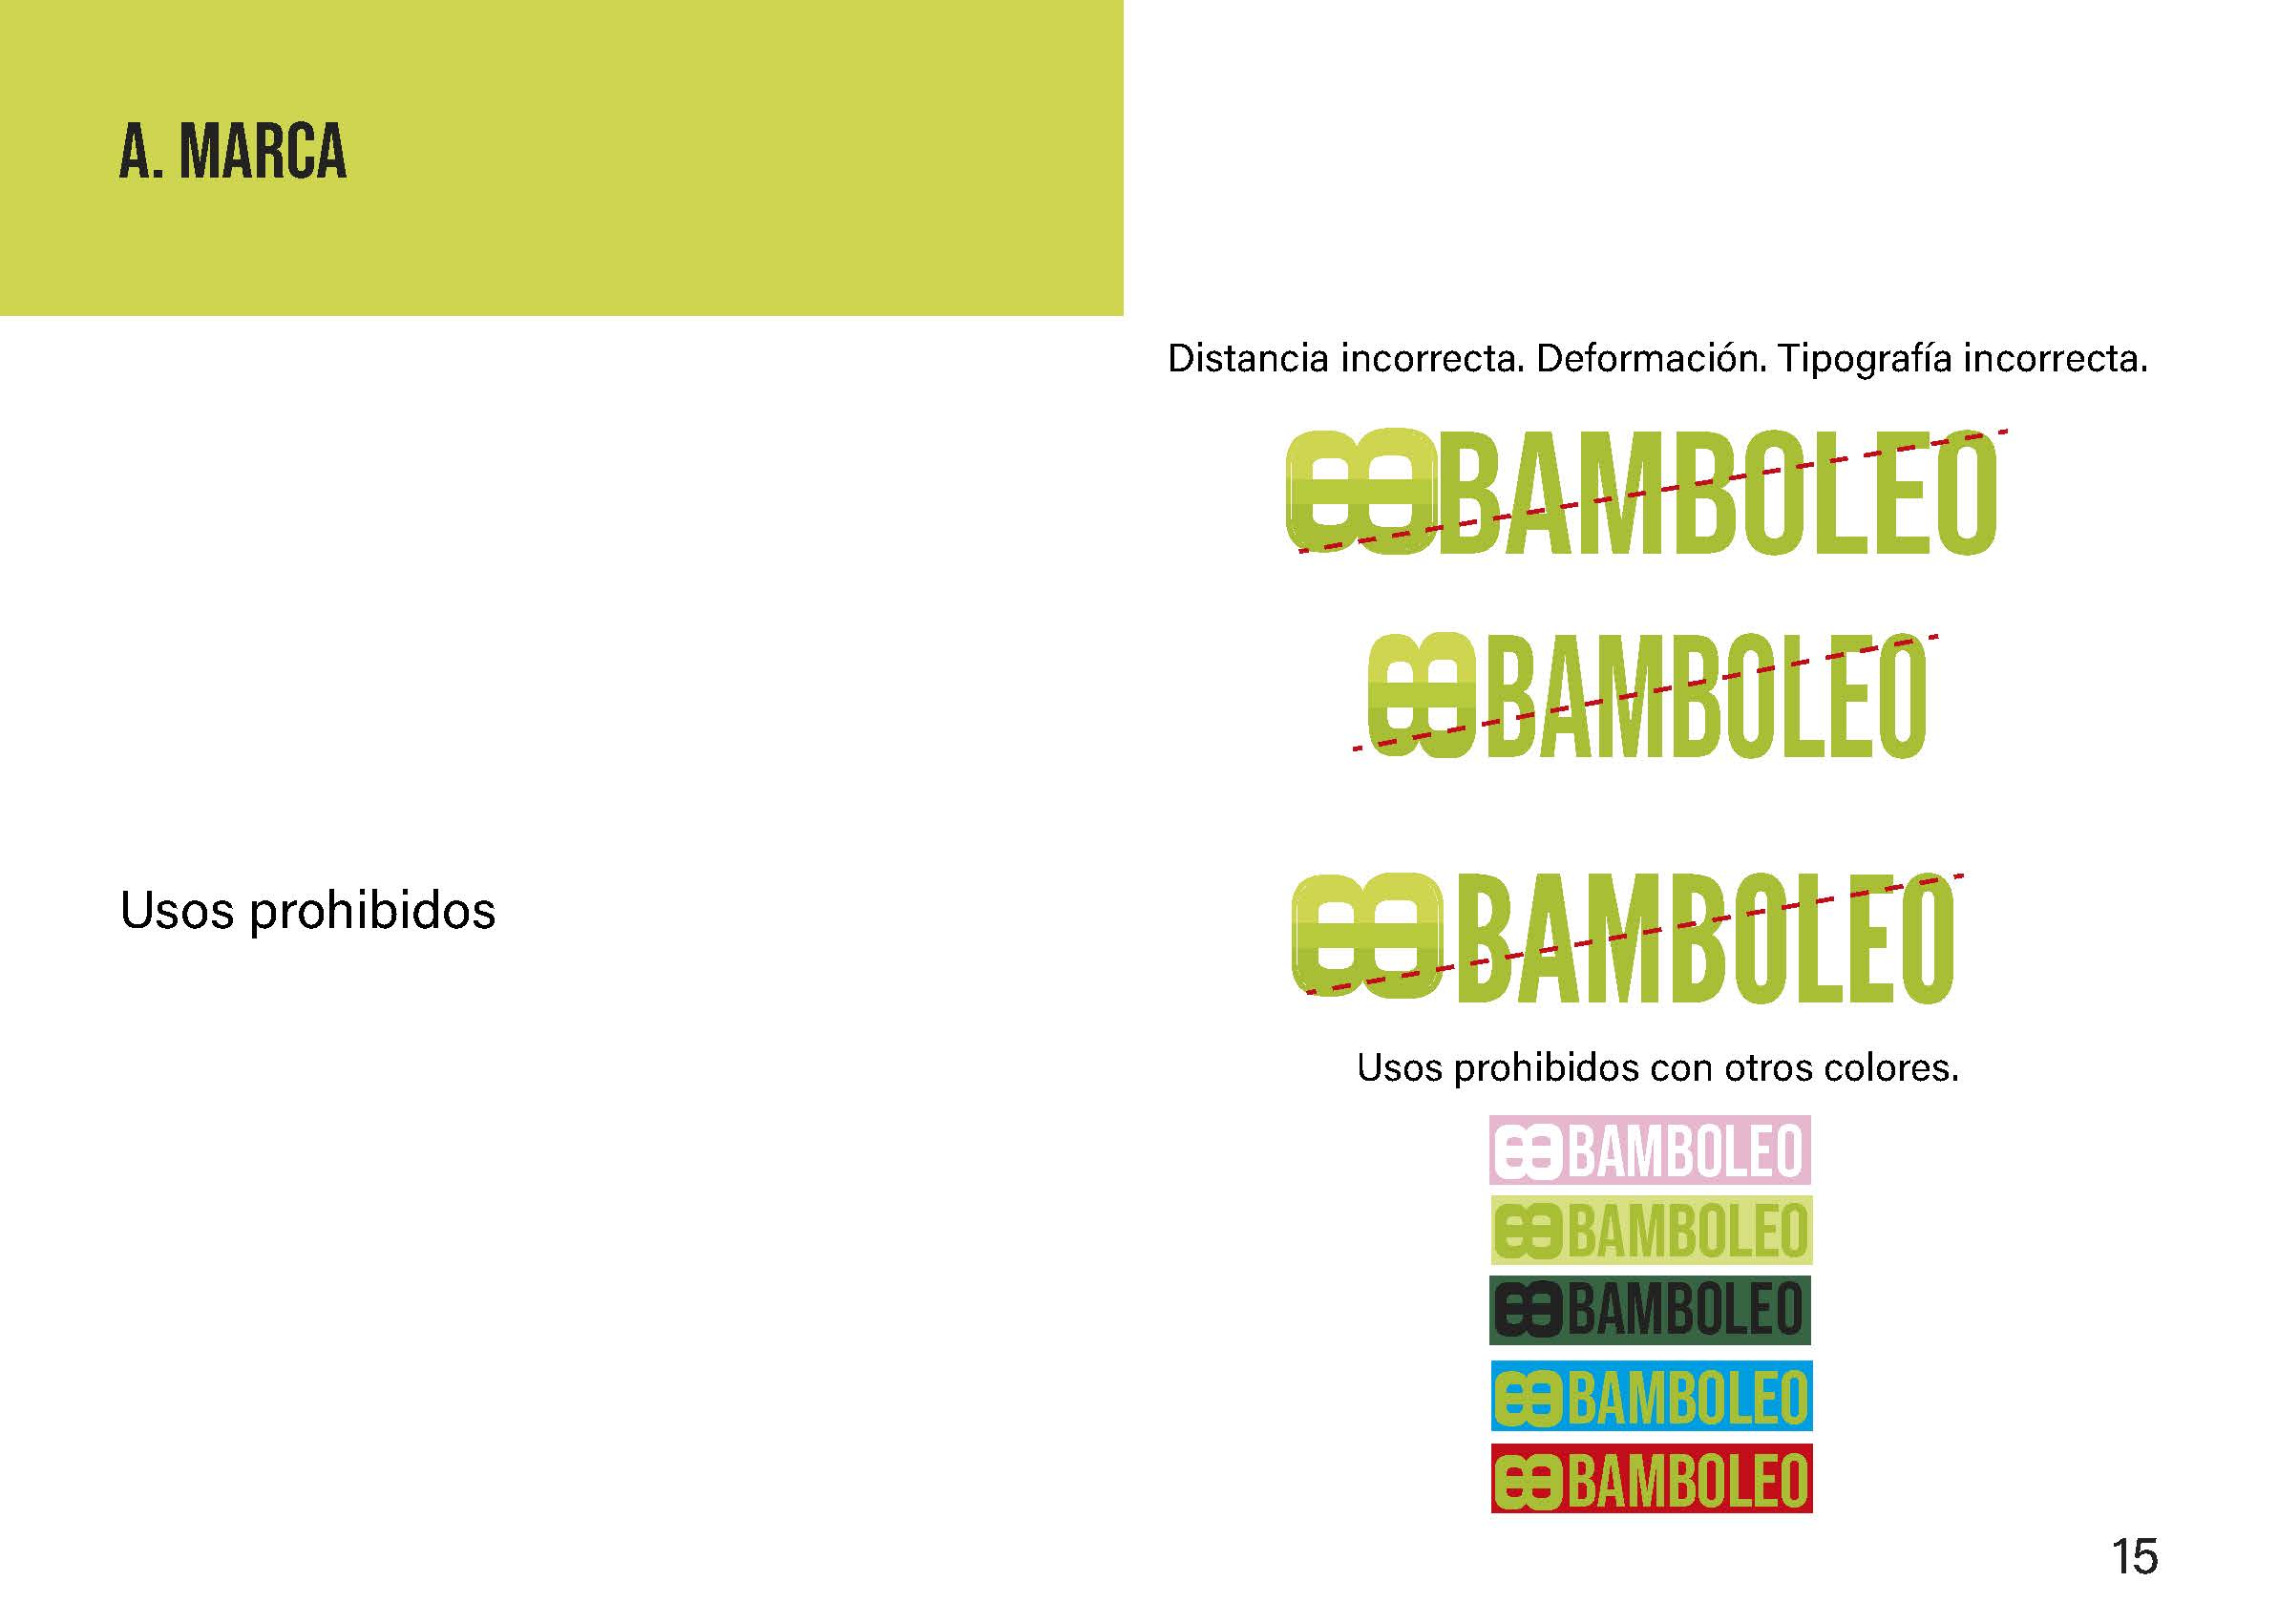 A. MARCA
Usos prohibidos
Distancia incorrecta. Deformación. Tipografía incorrecta.
BAMBOLEO
BAMBOLEO
BAMBOLEO
Usos prohibidos con otros colores.
BAMBOLEO
BAMBOLEO
BAMBOLEO
BAMBOLEO
BAMBOLEO
15